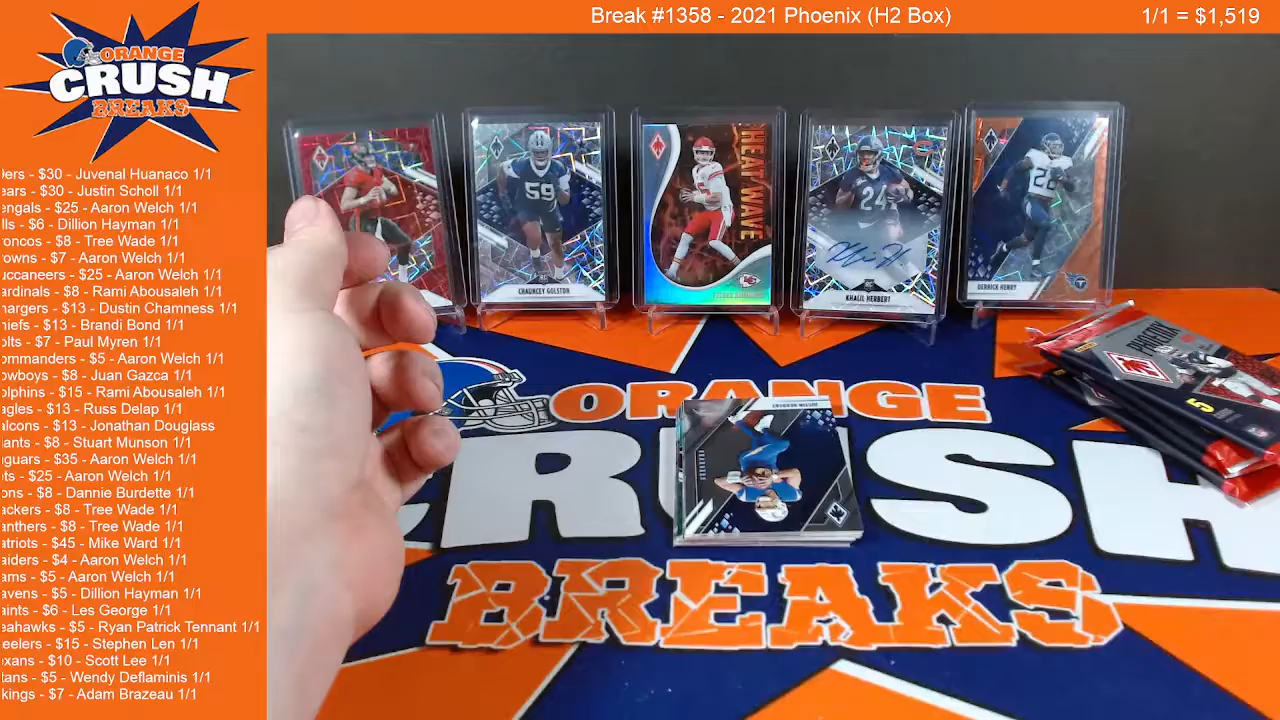 Break #1358 - 2021 Phoenix (H2 Box)
1/1 = $1,519
ORANGE
CRUSH
BREAKS
ers - $30 - Juvenal Huanaco 1/1
ears - $30 - Justin Scholl 1/1
engals - $25 - Aaron Welch 1/1
lls - $6 - Dillion Hayman 1/1
roncos - $8 - Tree Wade 1/1
owns - $7 - Aaron Welch 1/1
uccaneers - $25 - Aaron Welch 1/1
ardinals - $8 - Rami Abousaleh 1/1
hargers - $13 - Dustin Chamness 1/1
hiefs - $13 - Brandi Bond 1/1
olts - $7 - Paul Myren 1/1
ommanders - $5 - Aaron Welch 1/1
owboys - $8 - Juan Gazca 1/1
olphins - $15 - Rami Abousaleh 1/1
agles - $13 - Russ Delap 1/1
alcons - $13 - Jonathan Douglass
iants - $8 - Stuart Munson 1/1
guars - $35 - Aaron Welch 1/1
ts - $25 - Aaron Welch 1/1
ons - $8 - Dannie Burdette 1/1
ackers - $8 - Tree Wade 1/1
anthers - $8 - Tree Wade 1/1
atriots - $45 - Mike Ward 1/1
aiders - $4 - Aaron Welch 1/1
ams - $5 - Aaron Welch 1/1
avens - $5 - Dillion Hayman 1/1
aints - $6 - Les George 1/1
eahawks - $5 - Ryan Patrick Tennant 1/1
eelers - $15 - Stephen Len 1/1
exans - $10 - Scott Lee 1/1
tans - $5 - Wendy Deflaminis 1/1
kings - $7 - Adam Brazeau 1/1
59
CHAUNCEY GOLSTON
HEAT WAVE
24
KHALIL HERBERT
22
DERRICK HENRY
PHOENIX
5
ORANGE
CRUSH
BREAKS